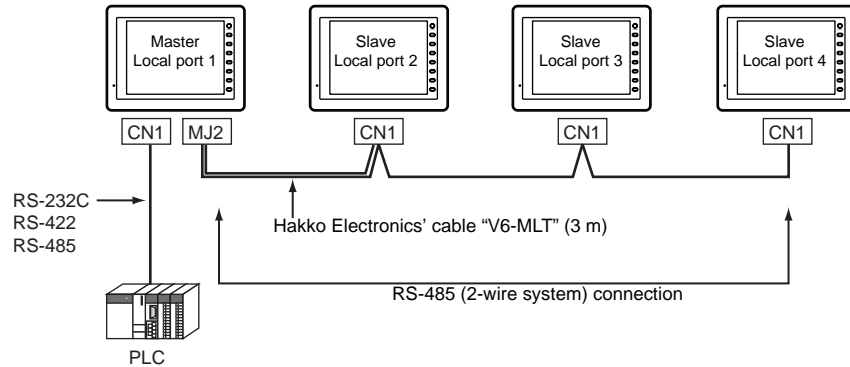 Master
Local port 1
Slave
Local port 2
Slave
Local port 3
Slave
Local port 4
CN1
MJ2
CN1
CN1
CN1
RS-232C
RS-422
RS-485
Hakko Electronics’ cable “V6-MLT” (3 m)
RS-485 (2-wire system) connection
PLC